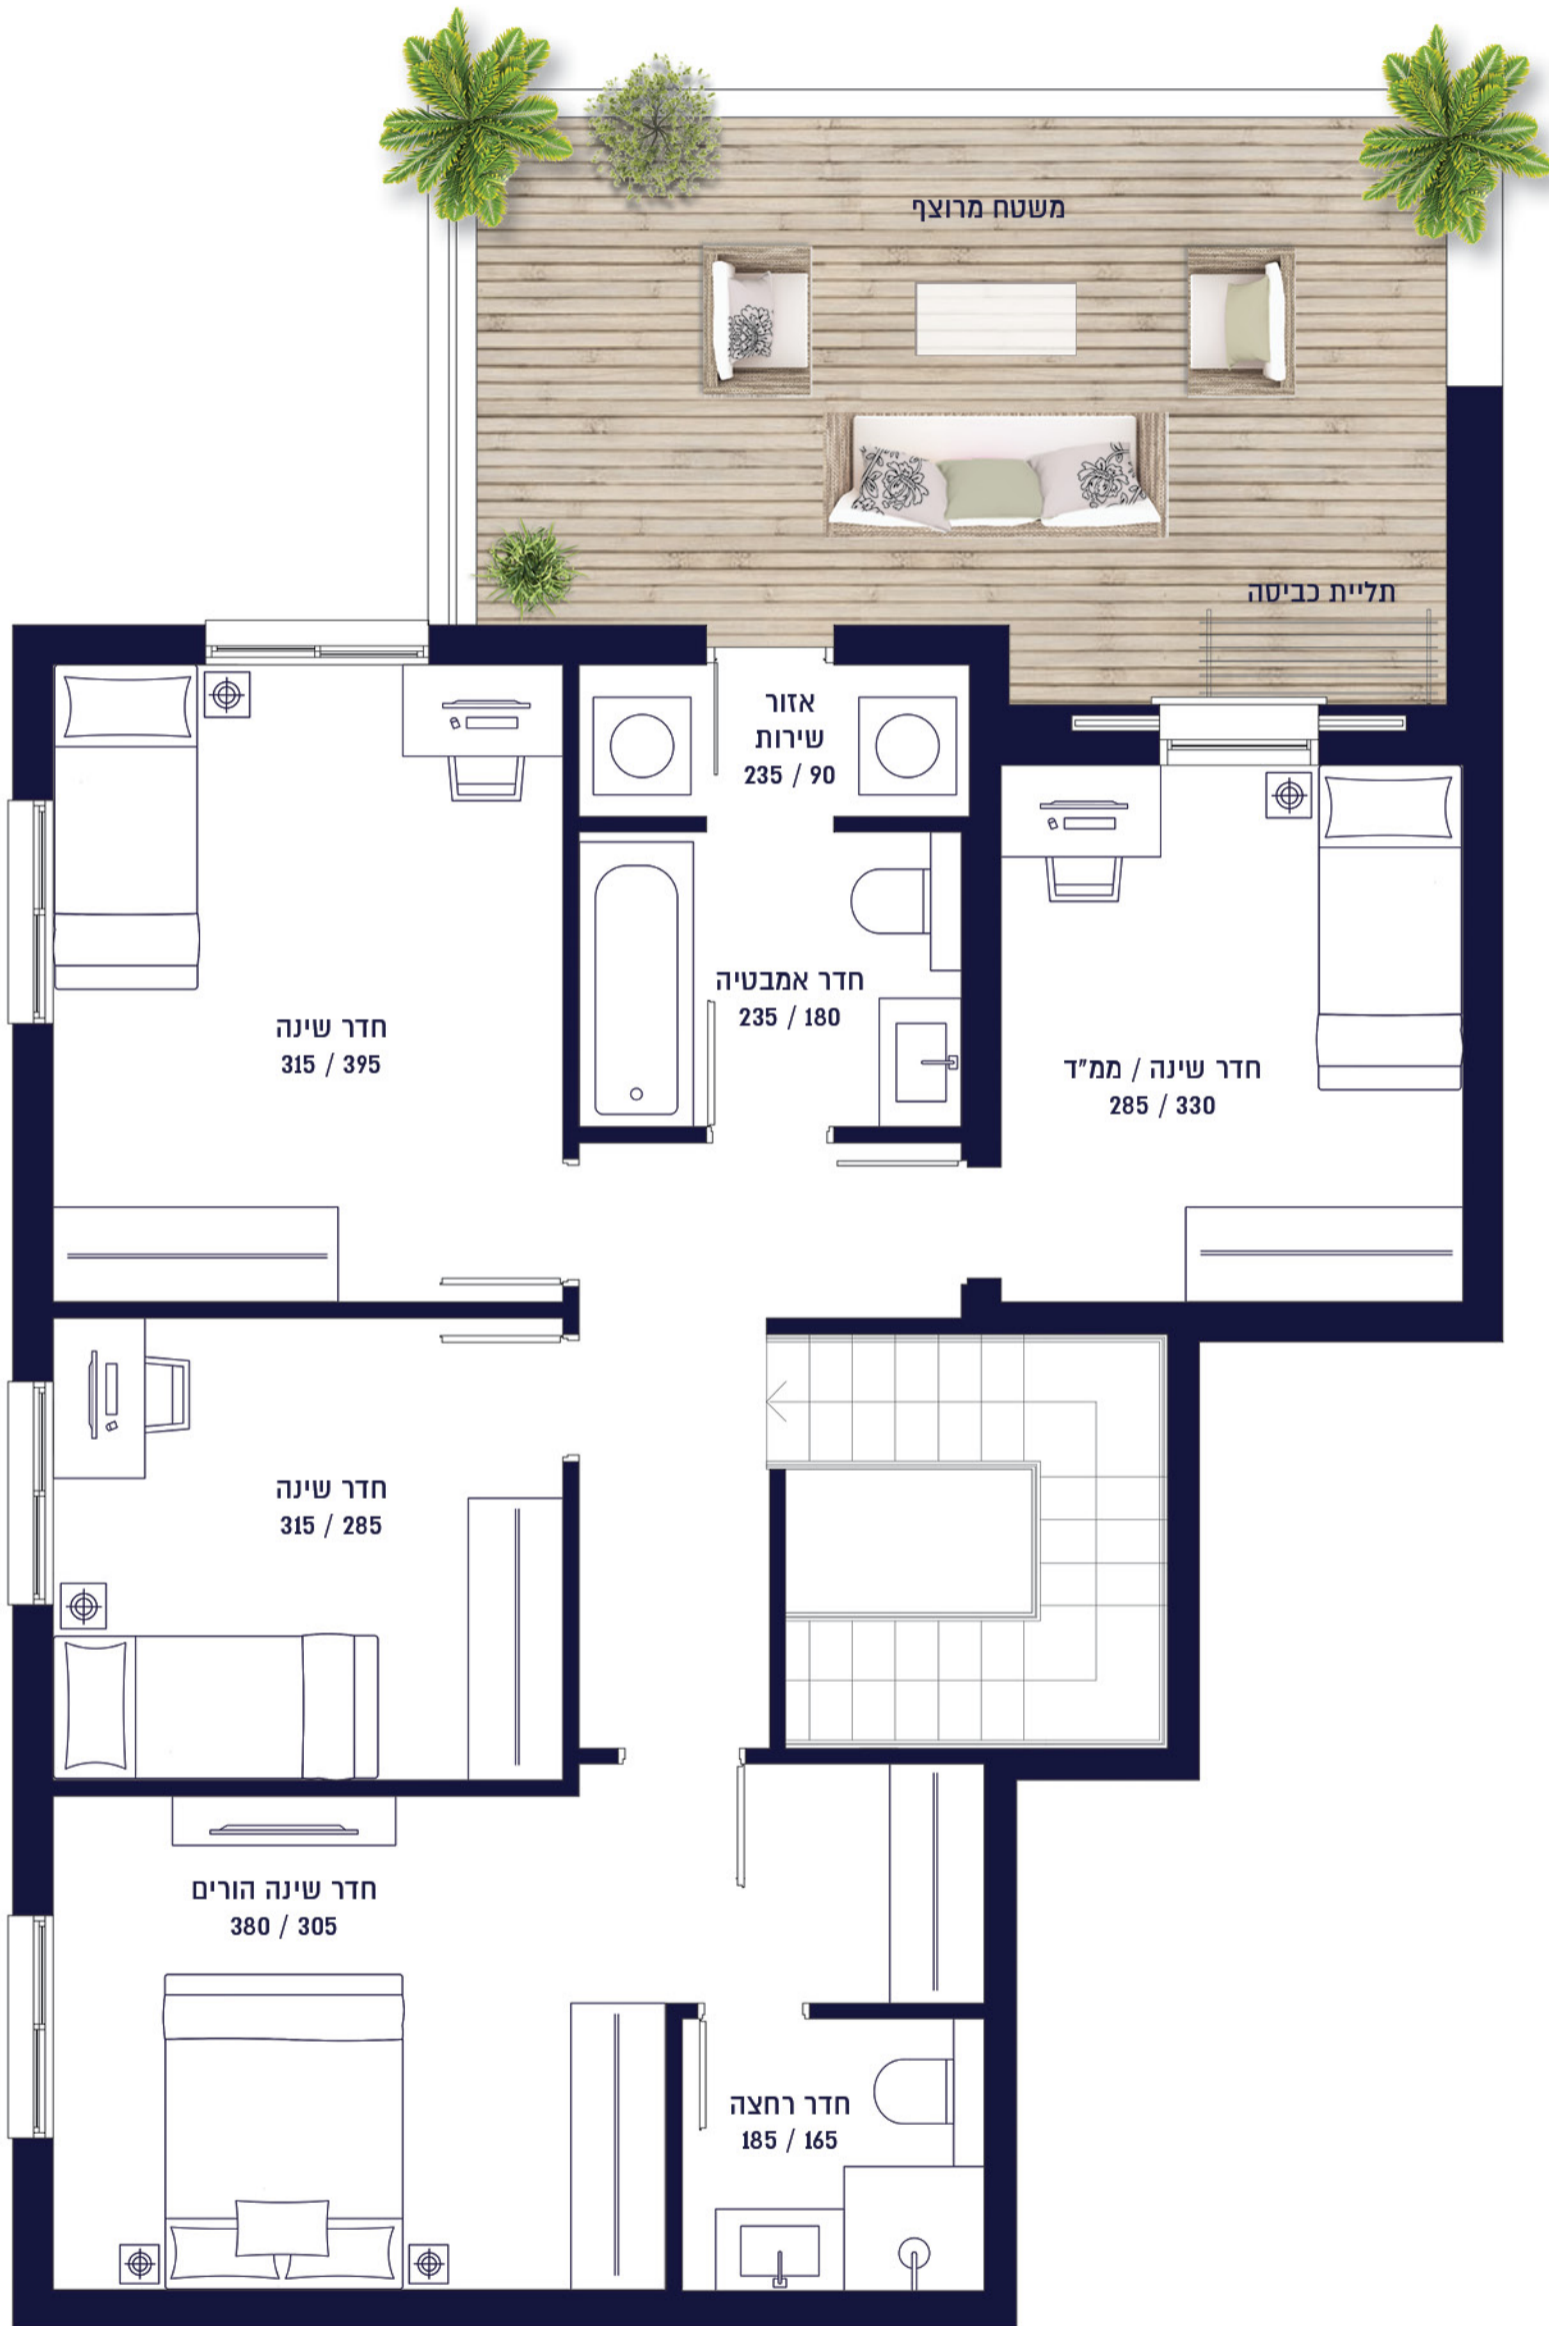 משטח מרוצף
תליית כביסה
אזור
שירות
235 / 90
חדר אמבטיה
235 / 180
חדר שינה
315 / 395
חדר שינה / ממ"ד
285 / 330
חדר שינה
315 / 285
חדר שינה הורים
380 / 305
חדר רחצה
185 / 165